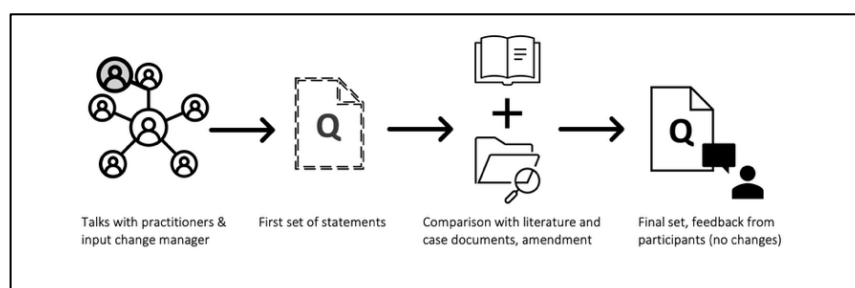 Q
Q
Talks with practitioners &
input change manager
First set of statements
Comparison with literature and
case documents, amendment
Final set, feedback from
participants (no changes)